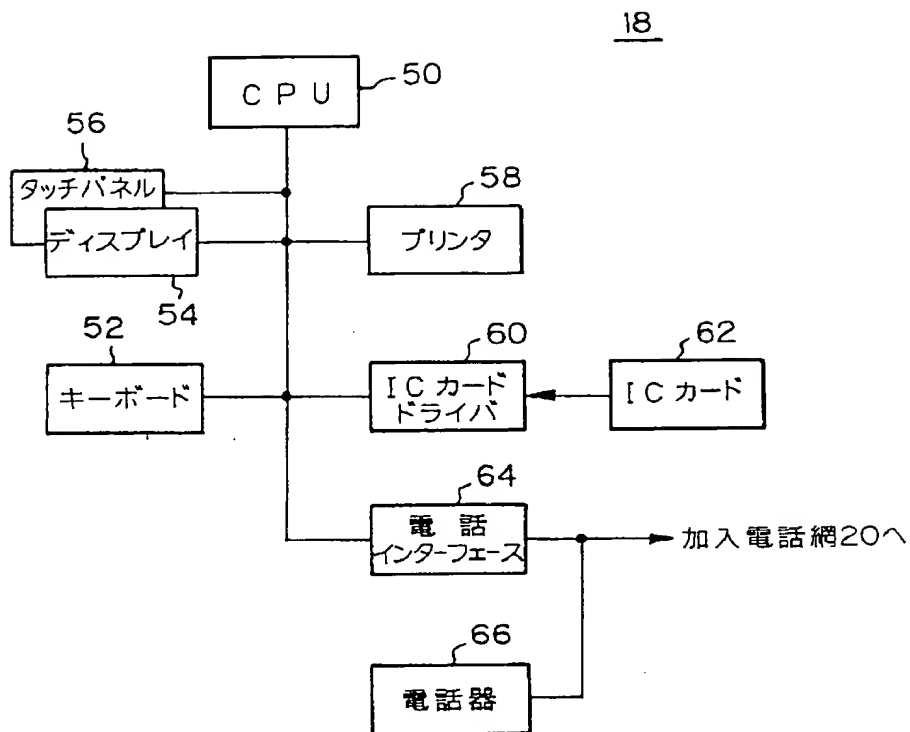 18
50
CPU
56
タッチパネル
58
プリンタ
ディスプレイ
54
52
キーボード
60
ICカード
ドライバ
62
ICカード
64
電話
インターフェース
加入電話網20へ
66
電話器